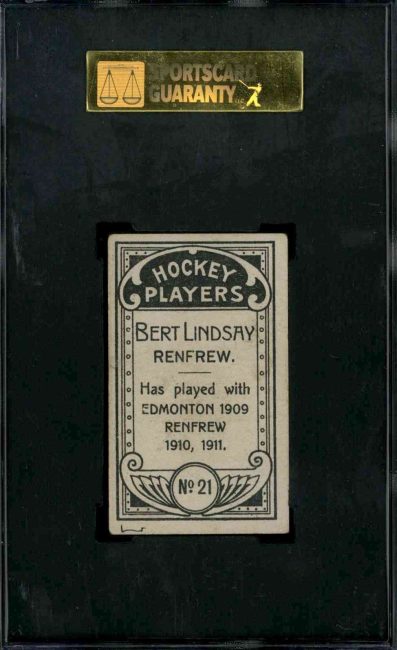 SPORTSCARD
GUARANTY
HOCKEY
PLAYERS
BERT LINDSAY
RENFREW.
Has played with
EDMONTON 1909
RENFREW
1910, 1911.
No 21